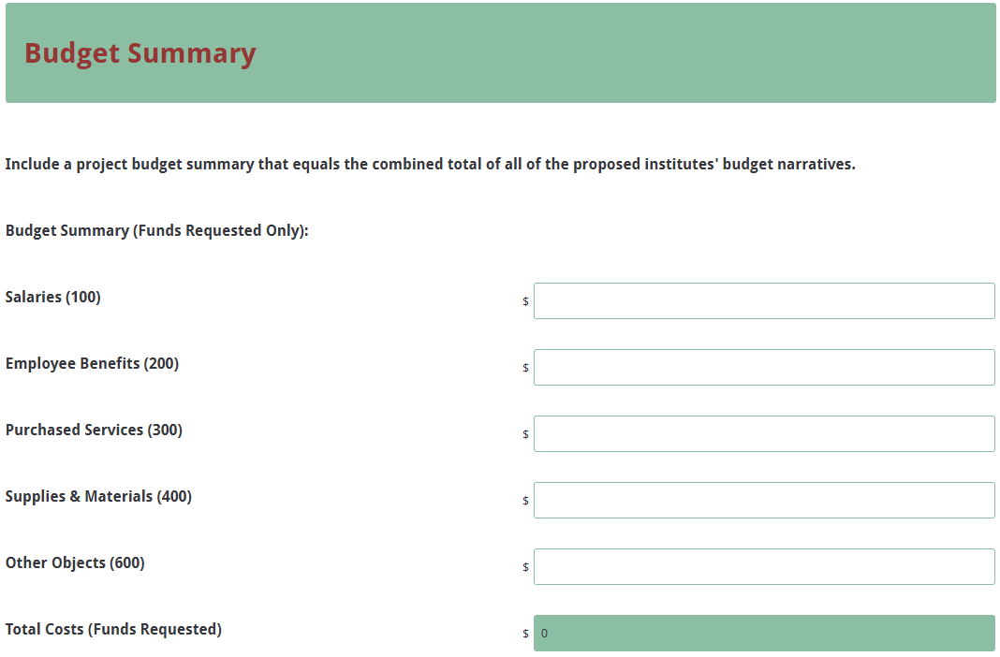 Budget Summary
Include a project budget summary that equals the combined total of all of the proposed institutes' budget narratives.
Budget Summary (Funds Requested Only):
Salaries (100) $
Employee Benefits (200) $
Purchased Services (300) $
Supplies & Materials (400) $
Other Objects (600) $
Total Costs (Funds Requested) $ 0